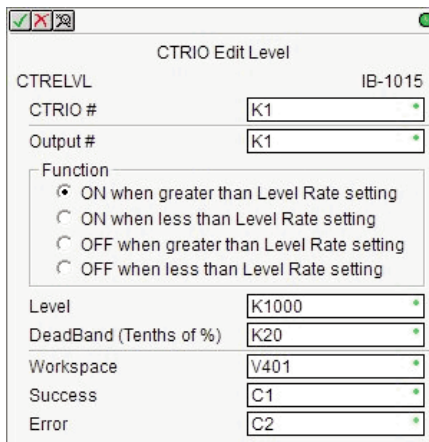 CTRIO Edit Level
CTRELVL IB-1015
CTRIO # K1
Output # K1
Function
ON when greater than Level Rate setting
ON when less than Level Rate setting
OFF when greater than Level Rate setting
OFF when less than Level Rate setting
Level K1000
DeadBand (Tenths of %) K20
Workspace V401
Success C1
Error C2